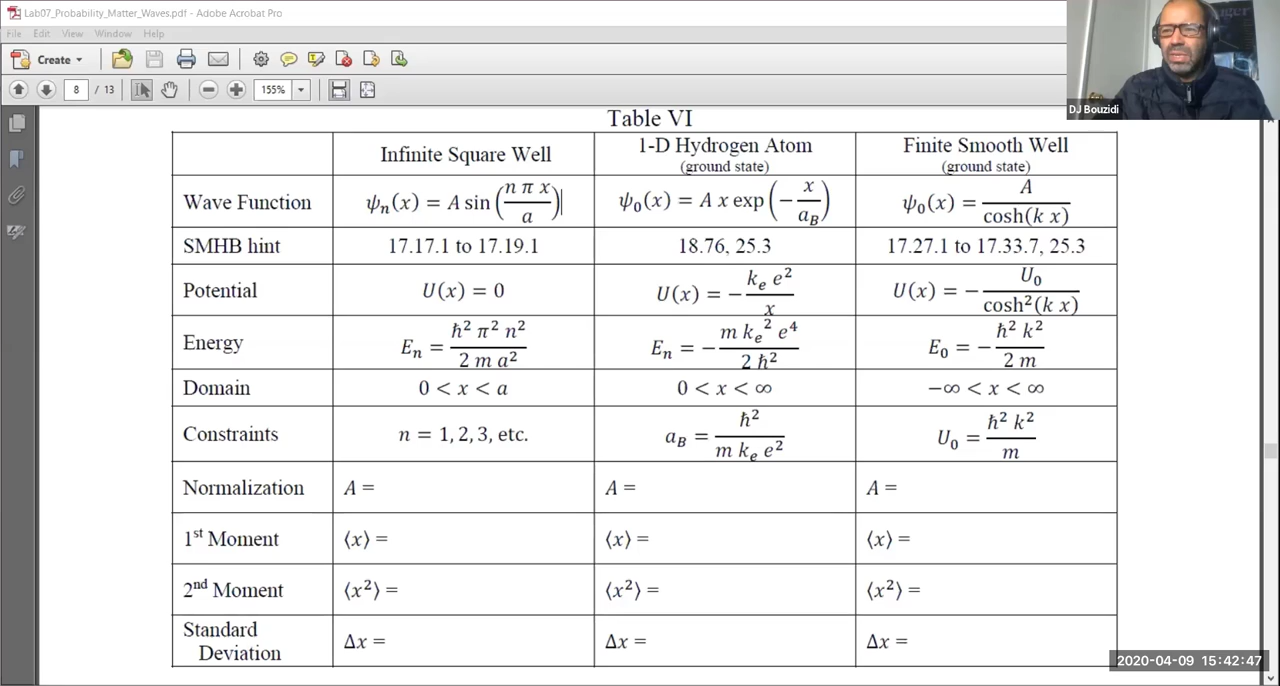 Lab07_Probability_Matter_Waves.pdf - Adobe Acrobat Pro
File Edit View Window Help
Create
8 / 13 155%
DJ Bouzidi
Table VI
Infinite Square Well 1-D Hydrogen Atom (ground state) Finite Smooth Well (ground state)
Wave Function ψₙ(x) = A sin(n π x / a) ψ₀(x) = A x exp(− x / a_B) ψ₀(x) = A / cosh(k x)
SMHB hint 17.17.1 to 17.19.1 18.76, 25.3 17.27.1 to 17.33.7, 25.3
Potential U(x) = 0 U(x) = − kₑ e² / x U(x) = − U₀ / cosh²(k x)
Energy Eₙ = ħ² π² n² / 2 m a² Eₙ = − m kₑ² e⁴ / 2 ħ² E₀ = − ħ² k² / 2 m
Domain 0 < x < a 0 < x < ∞ −∞ < x < ∞
Constraints n = 1, 2, 3, etc. a_B = ħ² / m kₑ e² U₀ = ħ² k² / m
Normalization A = A = A =
1st Moment ⟨x⟩ = ⟨x⟩ = ⟨x⟩ =
2nd Moment ⟨x²⟩ = ⟨x²⟩ = ⟨x²⟩ =
Standard Deviation Δx = Δx = Δx =
2020-04-09 15:42:47